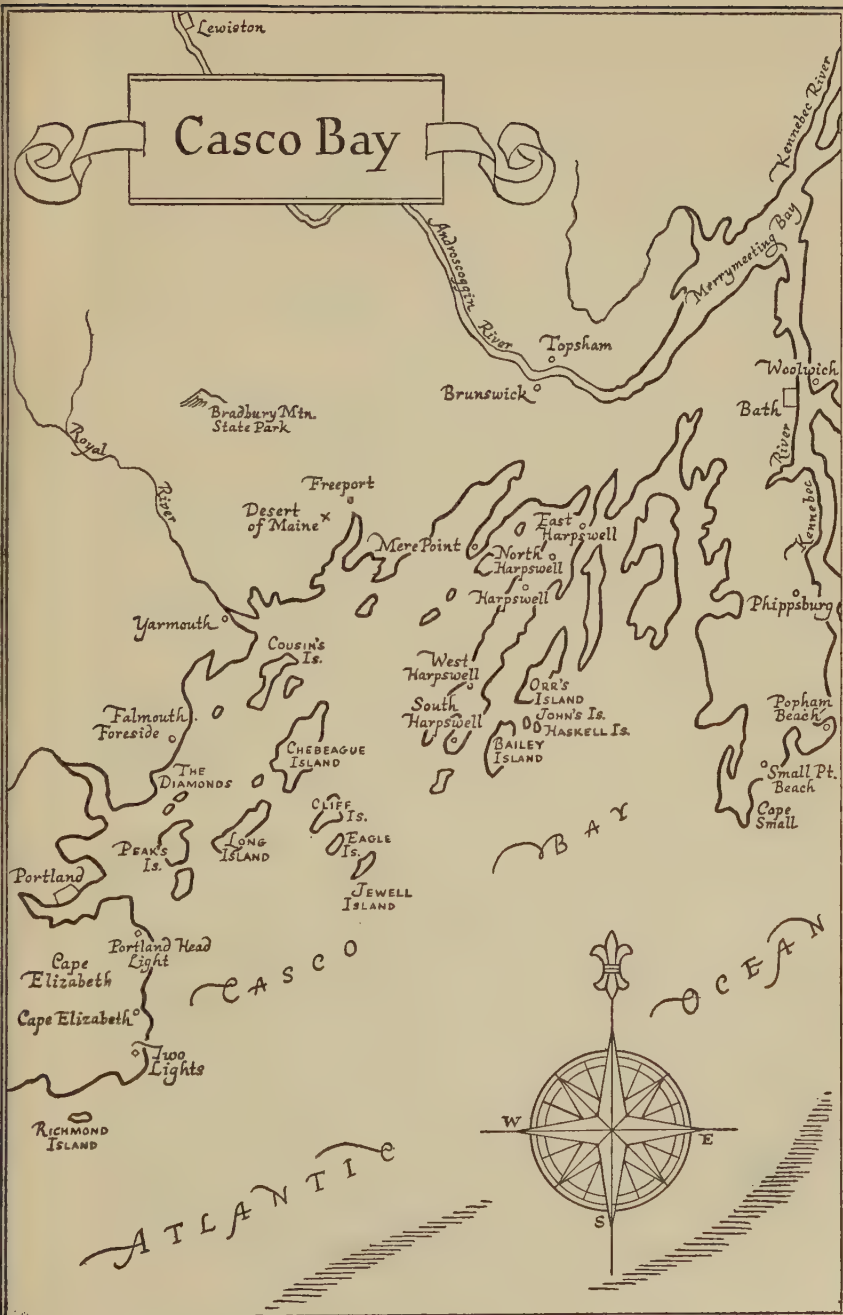 Lewiston
Casco Bay
Kennebec River
Androscoggin
River
Merrymeeting Bay
Topsham
Brunswick
Woolwich
Bath
River
Kennebec
Bradbury Mtn.
State Park
Royal
River
Freeport
Desert
of Maine
Mere Point
East
Harpswell
North
Harpswell
Harpswell
Phippsburg
Yarmouth
Cousin's
Is.
West
Harpswell
Orr's
Island
South
Harpswell
John's Is.
Haskell Is.
Bailey
Island
Popham
Beach
Small Pt.
Beach
Cape
Small
Falmouth
Foreside
Chebeague
Island
The
Diamonds
Cliff
Is.
Peak's
Is.
Long
Island
Eagle
Is.
Jewell
Island
Portland
Portland Head
Light
Cape
Elizabeth
Cape Elizabeth
Two
Lights
Richmond
Island
CASCO BAY
ATLANTIC OCEAN
W
E
S